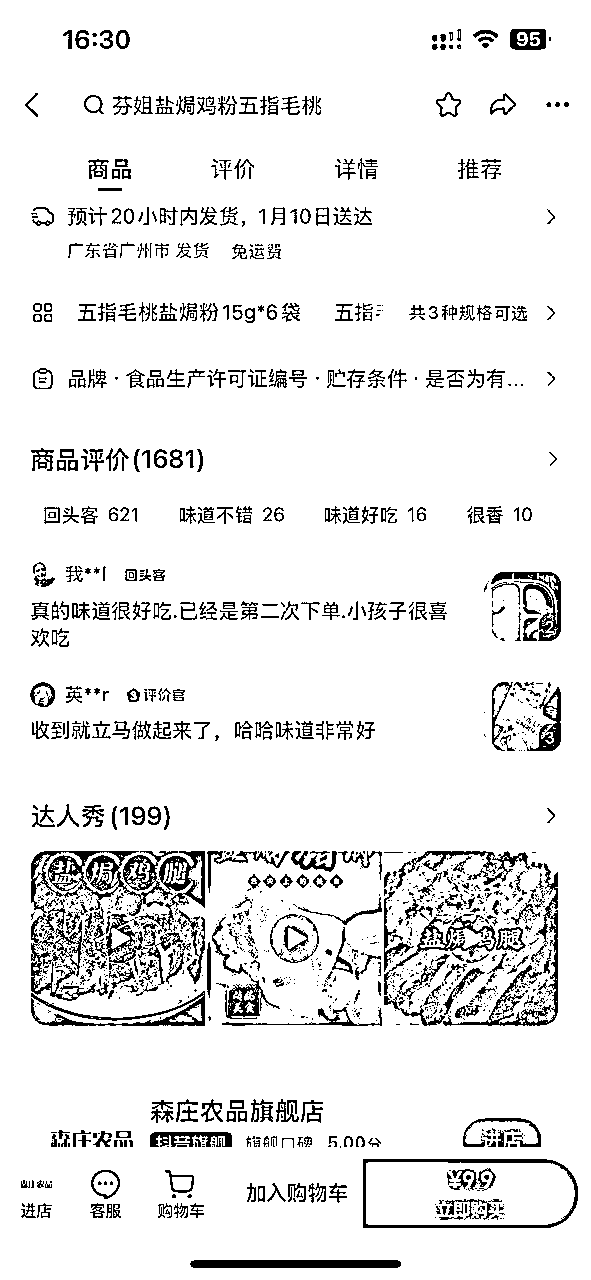 16:30
95
芬姐盐焗鸡粉五指毛桃
商品 评价 详情 推荐
预计20小时内发货，1月10日送达
广东省广州市 发货 免运费
五指毛桃盐焗粉15g*6袋 五指 共3种规格可选
品牌 · 食品生产许可证编号 · 贮存条件 · 是否为有...
商品评价(1681)
回头客 621 味道不错 26 味道好吃 16 很香 10
我**f 回头客
真的味道很好吃.已经是第二次下单.小孩子很喜
欢吃
2
英**r 评价官
收到就立马做起来了，哈哈味道非常好
3
达人秀(199)
盐焗鸡腿
盐焗鸡腿
森庄农品旗舰店
森庄农品 抖音旗舰 旗舰口碑 5.00分 进店
进店 客服 购物车 加入购物车
¥9.9
立即购买